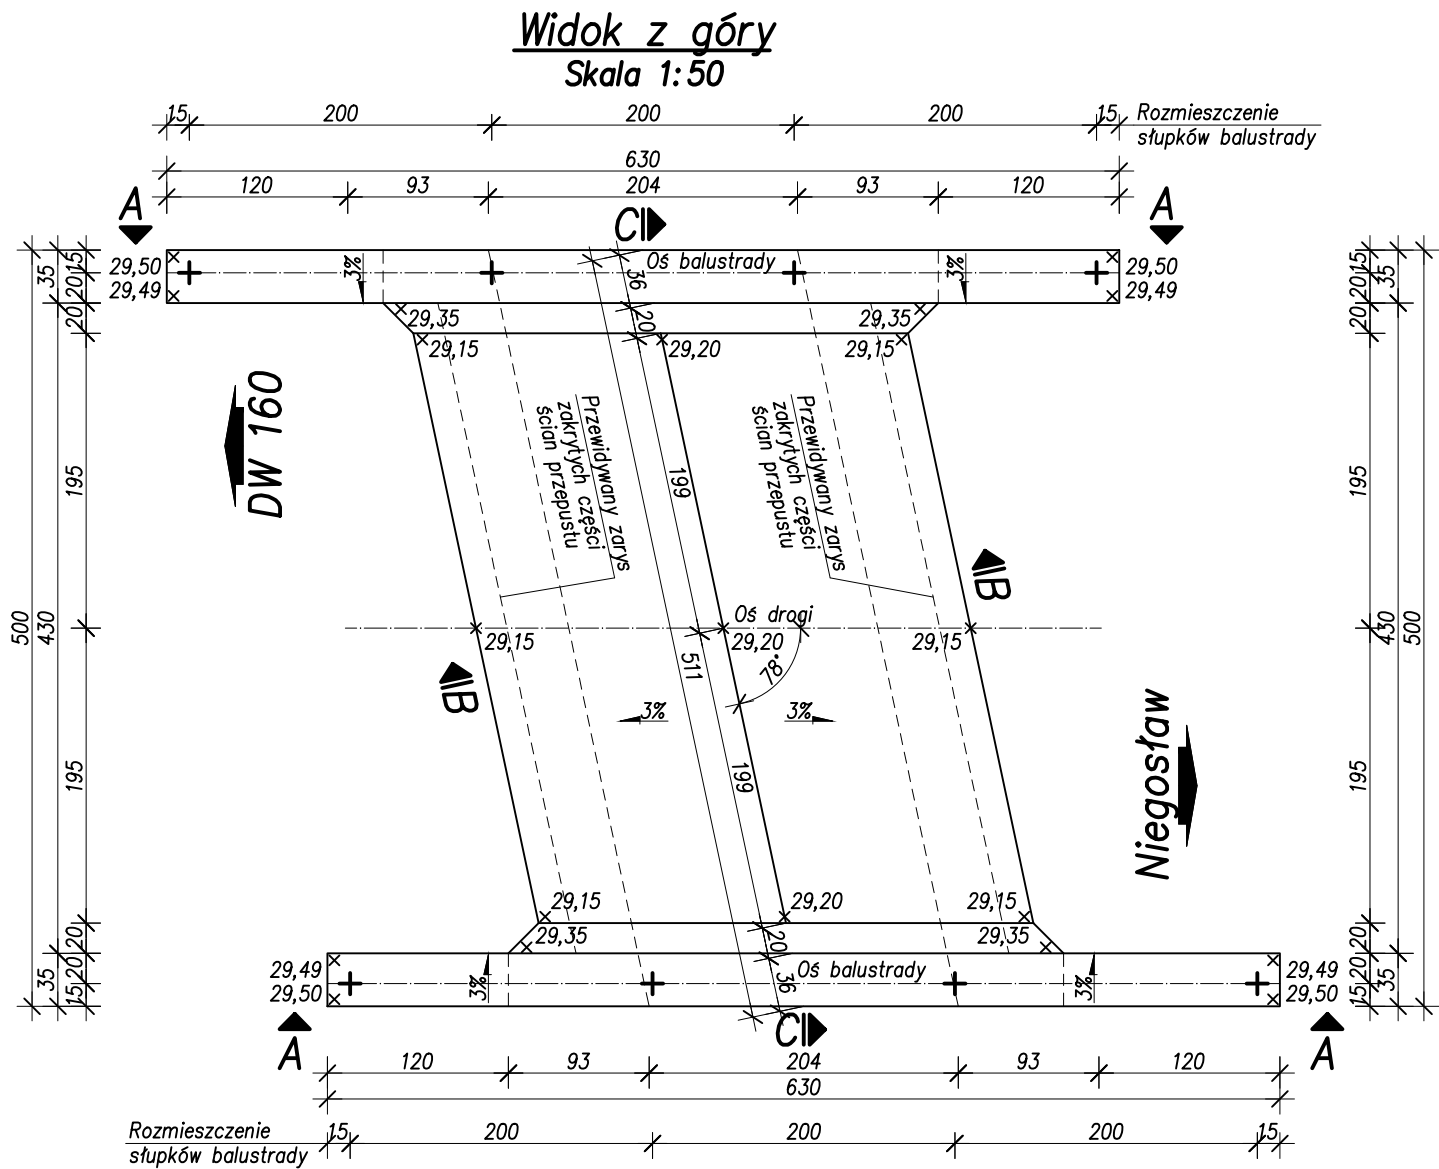 Widok z góry
Skala 1:50
15 200 200 200 15
Rozmieszczenie
słupków balustrady
630
120 93 204 93 120
A C A
Oś balustrady
29,50 3% 36 3% 29,50
29,49 29,49
15 20 35 20
15 20 35 20
29,35 20 29,35
29,15 29,20 29,15
DW 160
Przewidywany zarys
zakrytych części
ścian przepustu
Przewidywany zarys
zakrytych części
ścian przepustu
195 199 195
B
Oś drogi
500 430 430 500
29,15 29,20 29,15
511 78°
B
3% 3%
Niegosław
195 199 195
29,15 29,20 29,15
29,35 20 29,35
20 20 35 15
20 20 35 15
Oś balustrady
29,49 3% 36 3% 29,49
29,50 29,50
A C A
120 93 204 93 120
630
Rozmieszczenie
słupków balustrady
15 200 200 200 15